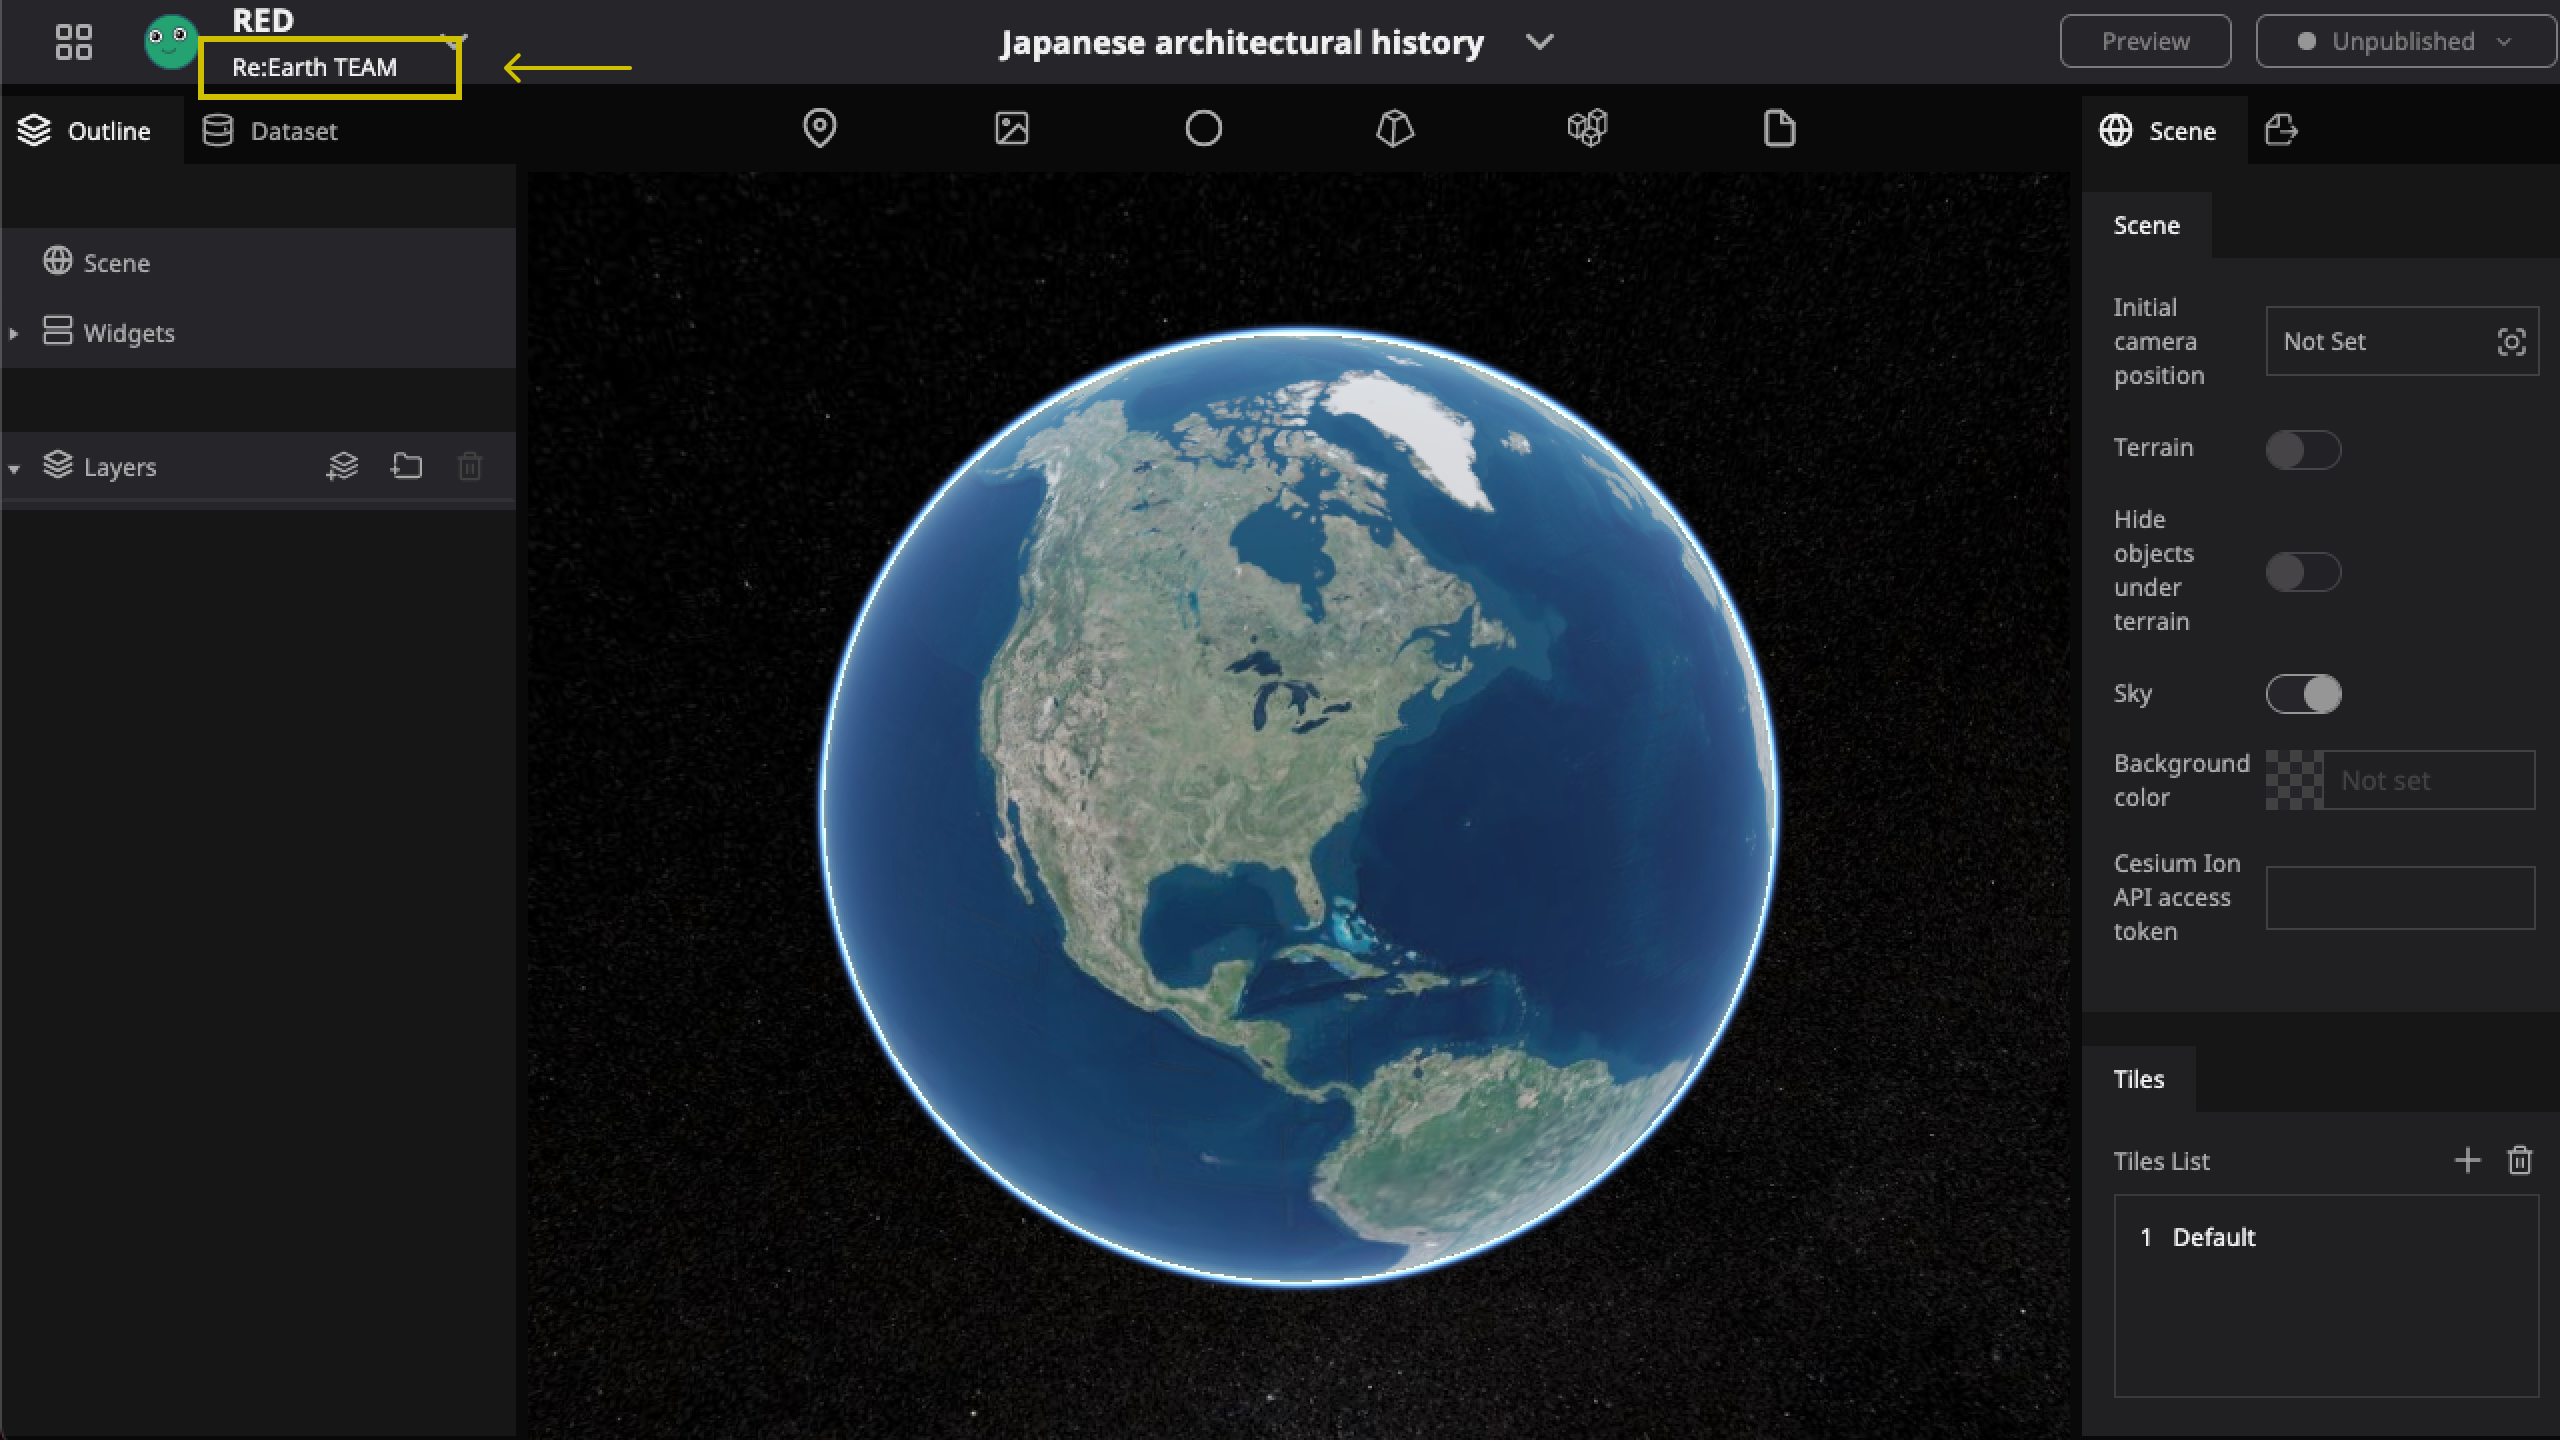 RED
Re:Earth TEAM
Japanese architectural history
Preview
Unpublished
Outline
Dataset
Scene
Scene
Widgets
Layers
Scene
Initial
camera
position
Not Set
Terrain
Hide
objects
under
terrain
Sky
Background
color
Not set
Cesium Ion
API access
token
Tiles
Tiles List
1 Default